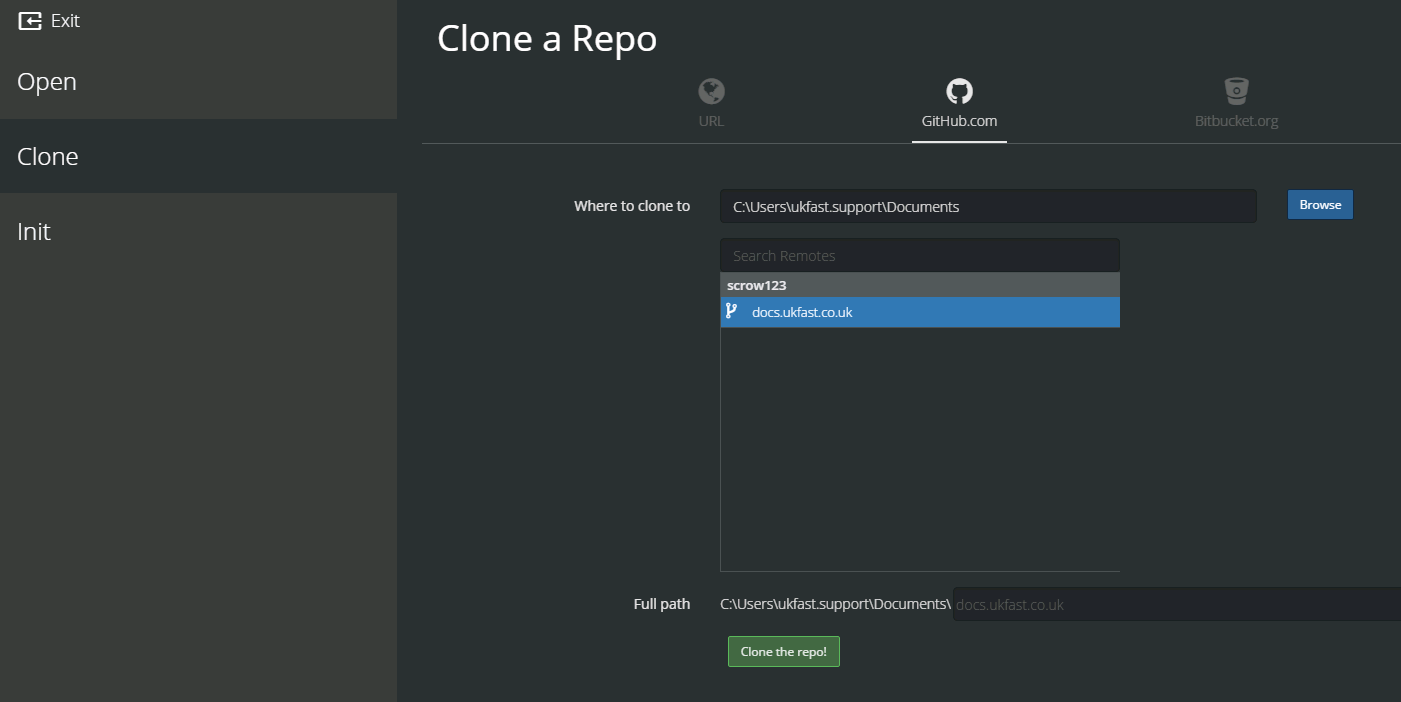 Exit
Open
Clone
Init
Clone a Repo
URL
GitHub.com
Bitbucket.org
Where to clone to
C:\Users\ukfast.support\Documents
Browse
Search Remotes
scrow123
docs.ukfast.co.uk
Full path
C:\Users\ukfast.support\Documents\
docs.ukfast.co.uk
Clone the repo!